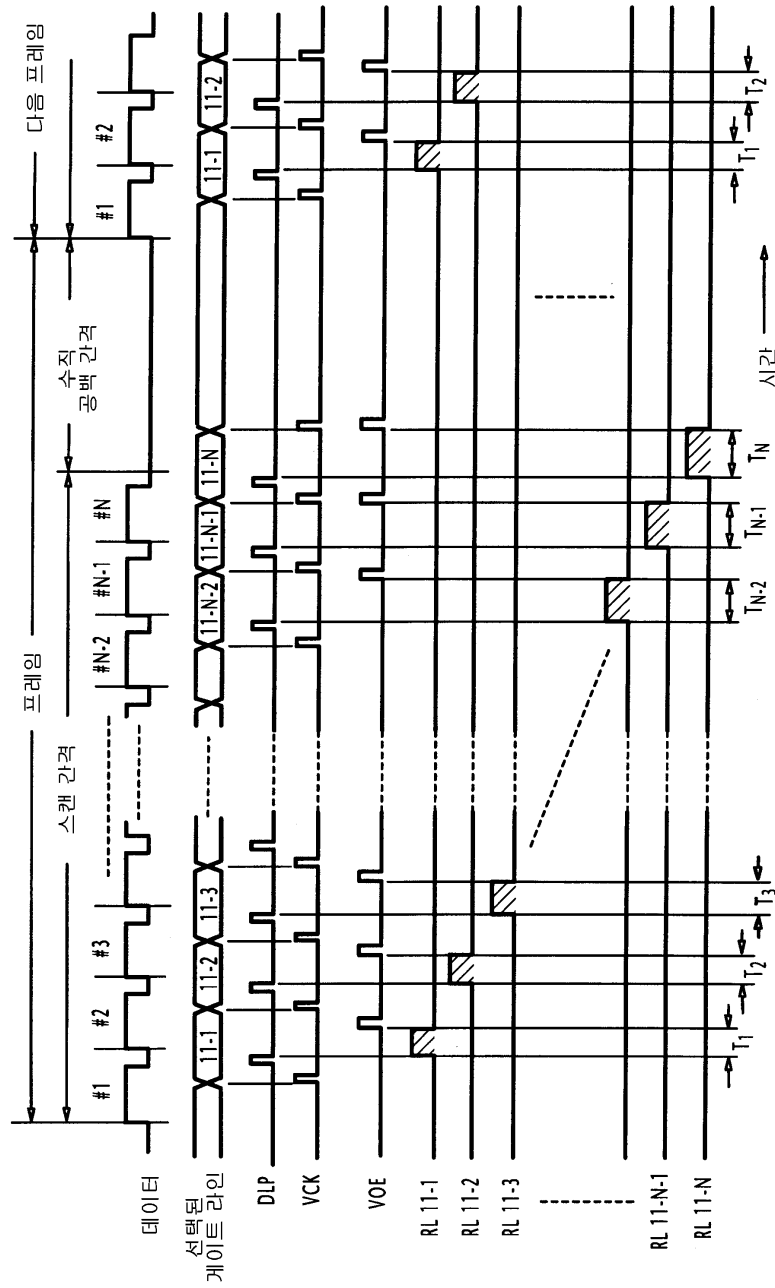 프레임
다음 프레임
스캔 간격
수직
공백 간격
#1 #2 #3 #N-2 #N-1 #N #1 #2
데이터
선택된
게이트 라인
11-1 11-2 11-3 11-N-2 11-N-1 11-N 11-1 11-2
DLP
VCK
VOE
RL 11-1
RL 11-2
RL 11-3
RL 11-N-1
RL 11-N
T1 T2 T3 TN-2 TN-1 TN T1 T2
시간